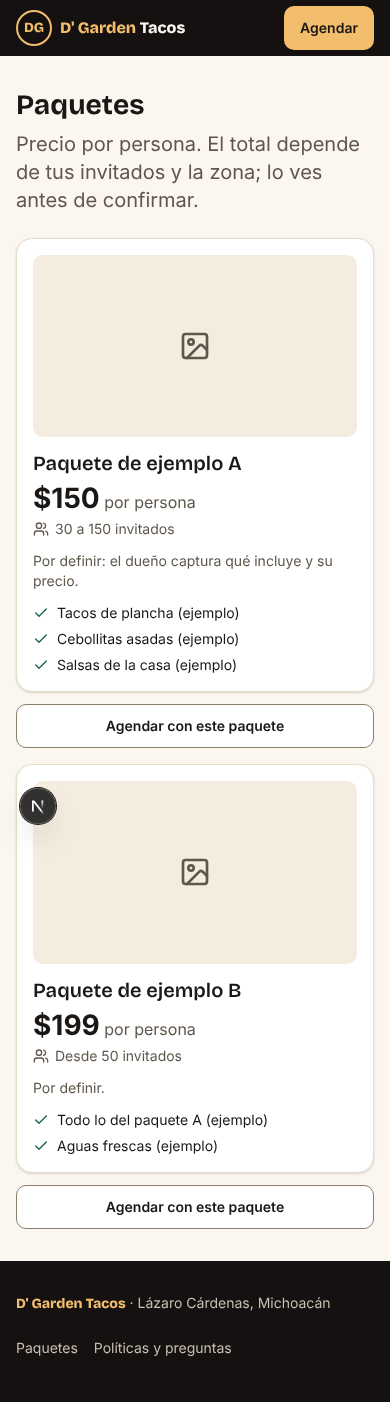 DG D' Garden Tacos Agendar
Paquetes
Precio por persona. El total depende
de tus invitados y la zona; lo ves
antes de confirmar.
Paquete de ejemplo A
$150 por persona
30 a 150 invitados
Por definir: el dueño captura qué incluye y su
precio.
Tacos de plancha (ejemplo)
Cebollitas asadas (ejemplo)
Salsas de la casa (ejemplo)
Agendar con este paquete
N
Paquete de ejemplo B
$199 por persona
Desde 50 invitados
Por definir.
Todo lo del paquete A (ejemplo)
Aguas frescas (ejemplo)
Agendar con este paquete
D' Garden Tacos · Lázaro Cárdenas, Michoacán
Paquetes Políticas y preguntas